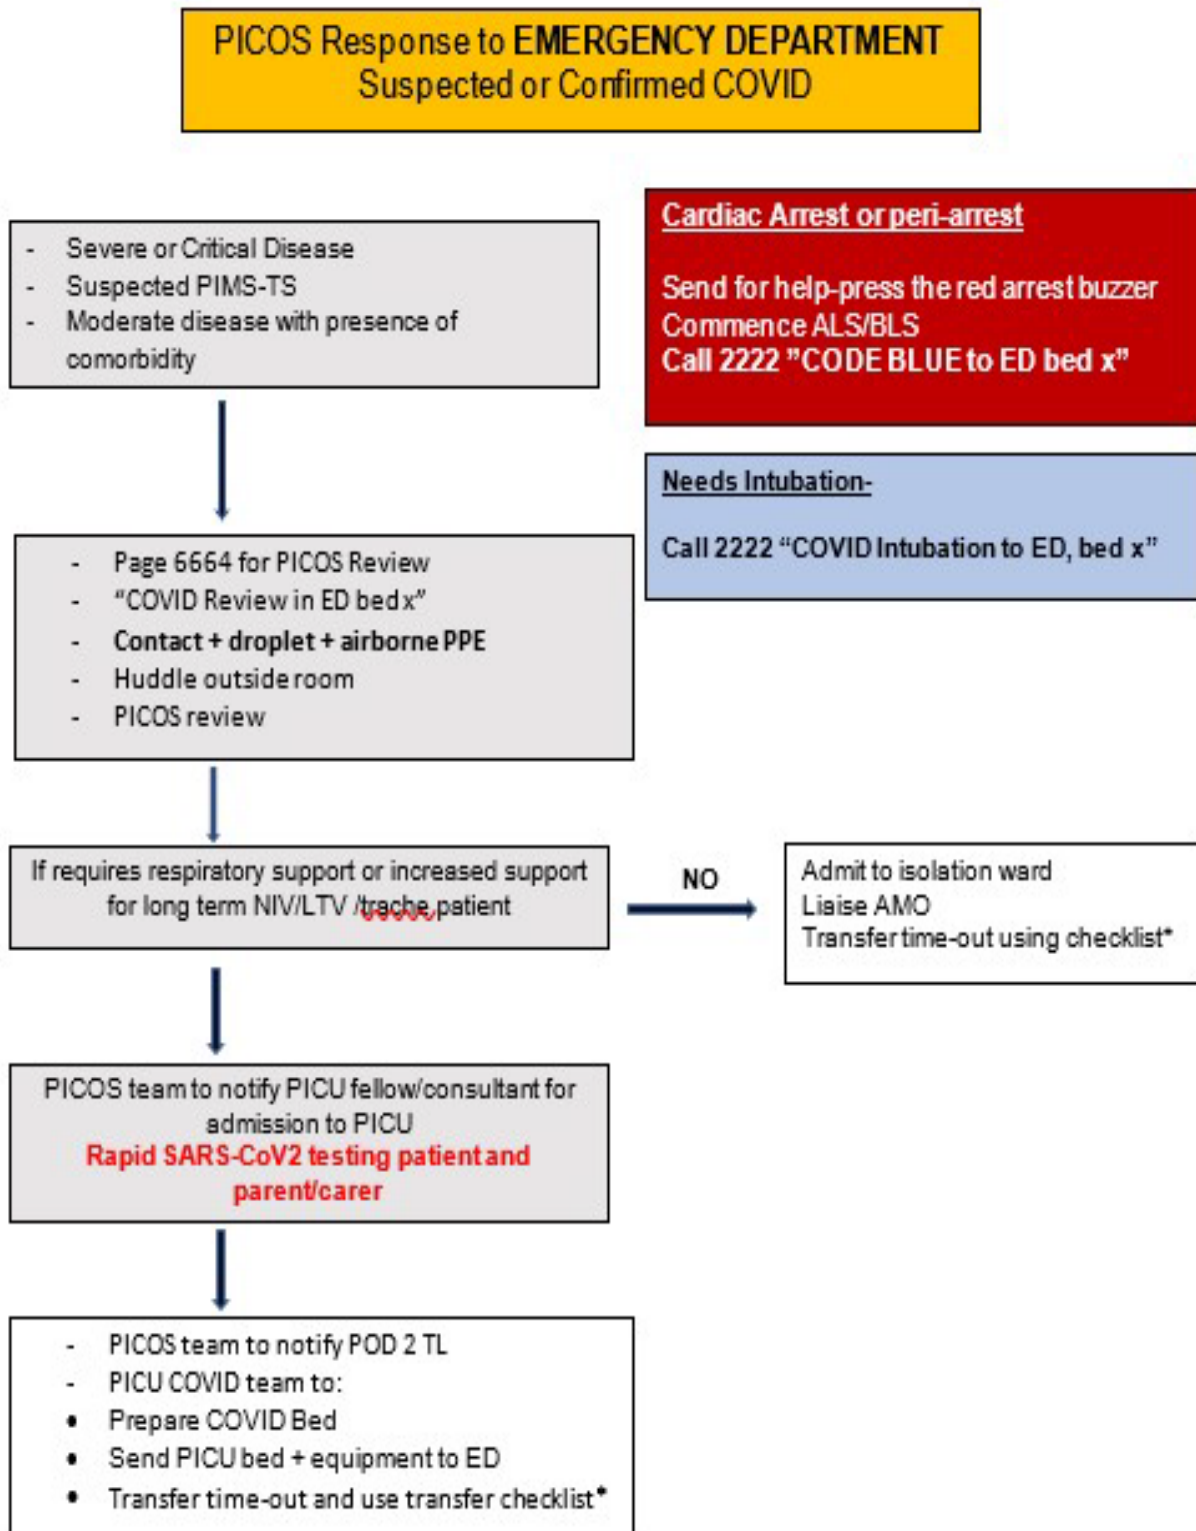 PICOS Response to EMERGENCY DEPARTMENT
Suspected or Confirmed COVID
- Severe or Critical Disease
- Suspected PIMS-TS
- Moderate disease with presence of
comorbidity
Cardiac Arrest or peri-arrest
Send for help-press the red arrest buzzer
Commence ALS/BLS
Call 2222 ”CODE BLUE to ED bed x”
Needs Intubation-
Call 2222 “COVID Intubation to ED, bed x”
- Page 6664 for PICOS Review
- “COVID Review in ED bed x”
- Contact + droplet + airborne PPE
- Huddle outside room
- PICOS review
If requires respiratory support or increased support
for long term NIV/LTV /trache patient
NO
Admit to isolation ward
Liaise AMO
Transfer time-out using checklist*
PICOS team to notify PICU fellow/consultant for
admission to PICU
Rapid SARS-CoV2 testing patient and
parent/carer
- PICOS team to notify POD 2 TL
- PICU COVID team to:
• Prepare COVID Bed
• Send PICU bed + equipment to ED
• Transfer time-out and use transfer checklist*